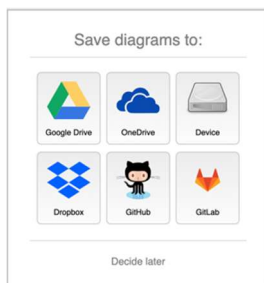 Save diagrams to:
Google Drive OneDrive Device
Dropbox GitHub GitLab
Decide later